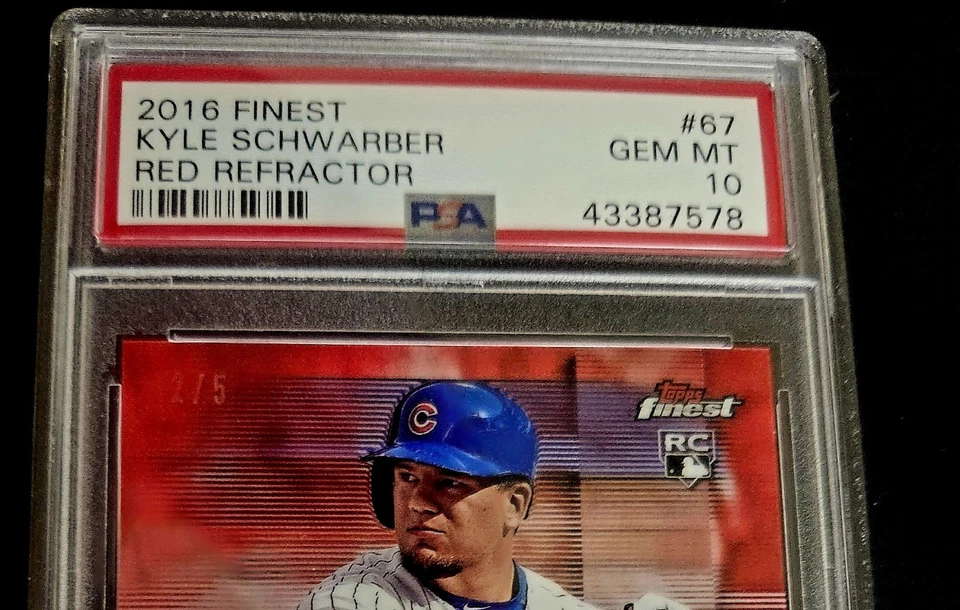 2016 FINEST
KYLE SCHWARBER
RED REFRACTOR
#67
GEM MT
10
43387578
PSA
2/5
Topps
finest
RC
C